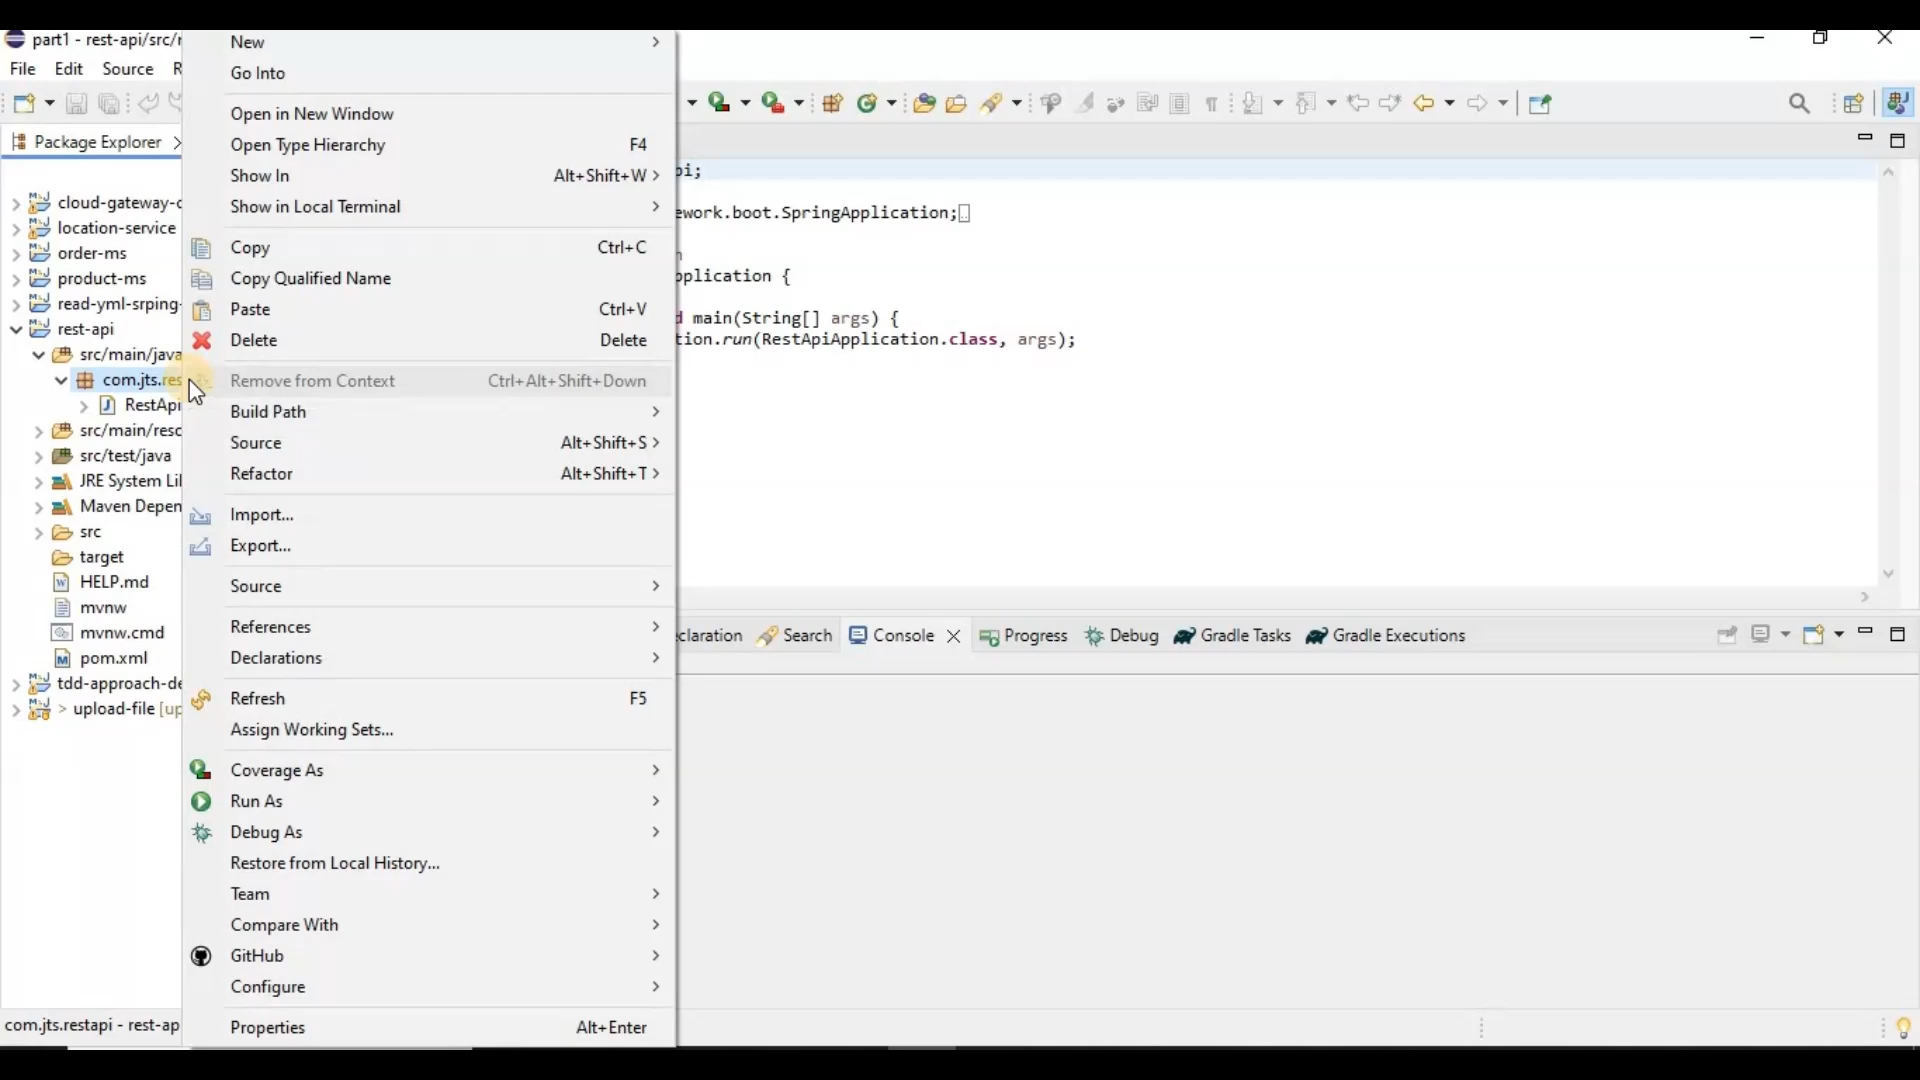 part1 - rest-api/src/
File Edit Source R
Package Explorer
cloud-gateway-
location-service
order-ms
product-ms
read-yml-srping-
rest-api
src/main/java
com.jts.res
RestApi
src/main/reso
src/test/java
JRE System Li
Maven Depen
src
target
HELP.md
mvnw
mvnw.cmd
pom.xml
tdd-approach-de
> upload-file [up
com.jts.restapi - rest-ap
New
Go Into
Open in New Window
Open Type Hierarchy F4
Show In Alt+Shift+W >
Show in Local Terminal
Copy Ctrl+C
Copy Qualified Name
Paste Ctrl+V
Delete Delete
Remove from Context Ctrl+Alt+Shift+Down
Build Path
Source Alt+Shift+S >
Refactor Alt+Shift+T >
Import...
Export...
Source
References
Declarations
Refresh F5
Assign Working Sets...
Coverage As
Run As
Debug As
Restore from Local History...
Team
Compare With
GitHub
Configure
Properties Alt+Enter
pi;
ework.boot.SpringApplication;
n
pplication {
d main(String[] args) {
tion.run(RestApiApplication.class, args);
claration Search Console Progress Debug Gradle Tasks Gradle Executions